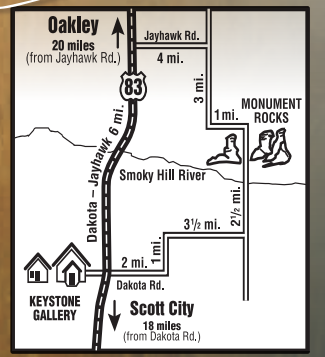 Oakley
20 miles
(from Jayhawk Rd.)
Jayhawk Rd.
4 mi.
83
3 mi.
1 mi.
MONUMENT
ROCKS
Dakota – Jayhawk 6 mi.
Smoky Hill River
2½ mi.
3½ mi.
1 mi.
2 mi.
Dakota Rd.
KEYSTONE
GALLERY
Scott City
18 miles
(from Dakota Rd.)